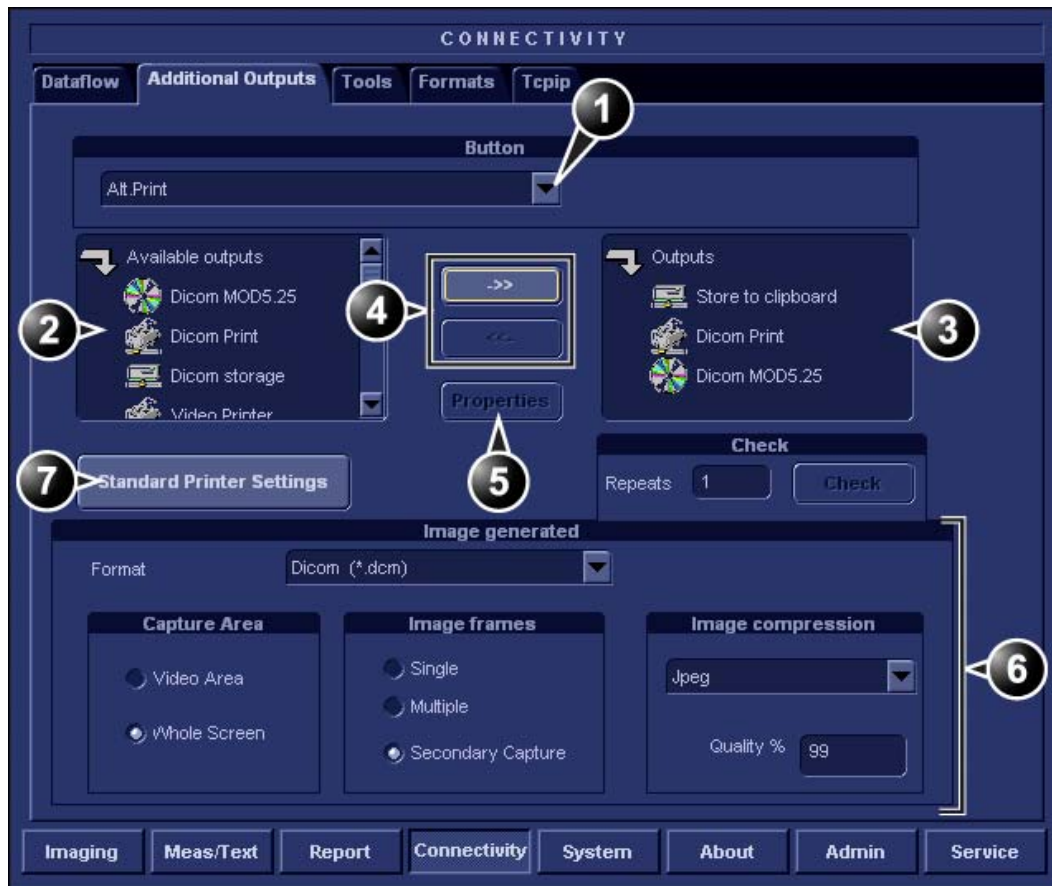 CONNECTIVITY
Dataflow Additional Outputs Tools Formats Tcpip
1
Button
Alt.Print
Available outputs
Dicom MOD5.25
Dicom Print
Dicom storage
Video Printer
2
4
->>
<<-
Properties
5
Outputs
Store to clipboard
Dicom Print
Dicom MOD5.25
3
7
Standard Printer Settings
Check
Repeats 1 Check
Image generated
Format Dicom (*.dcm)
Capture Area
Video Area
Whole Screen
Image frames
Single
Multiple
Secondary Capture
Image compression
Jpeg
Quality % 99
6
Imaging Meas/Text Report Connectivity System About Admin Service